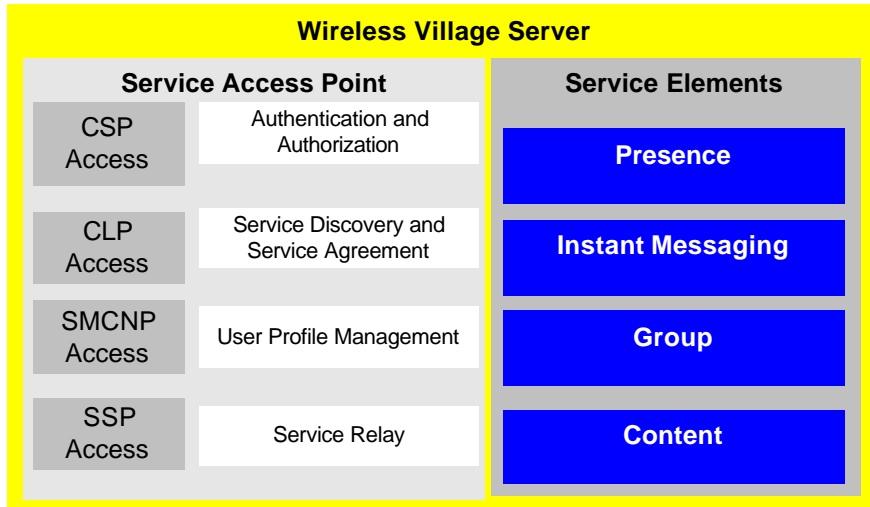 Wireless Village Server
Service Access Point
CSP
Access
Authentication and
Authorization
CLP
Access
Service Discovery and
Service Agreement
SMCNP
Access
User Profile Management
SSP
Access
Service Relay
Service Elements
Presence
Instant Messaging
Group
Content